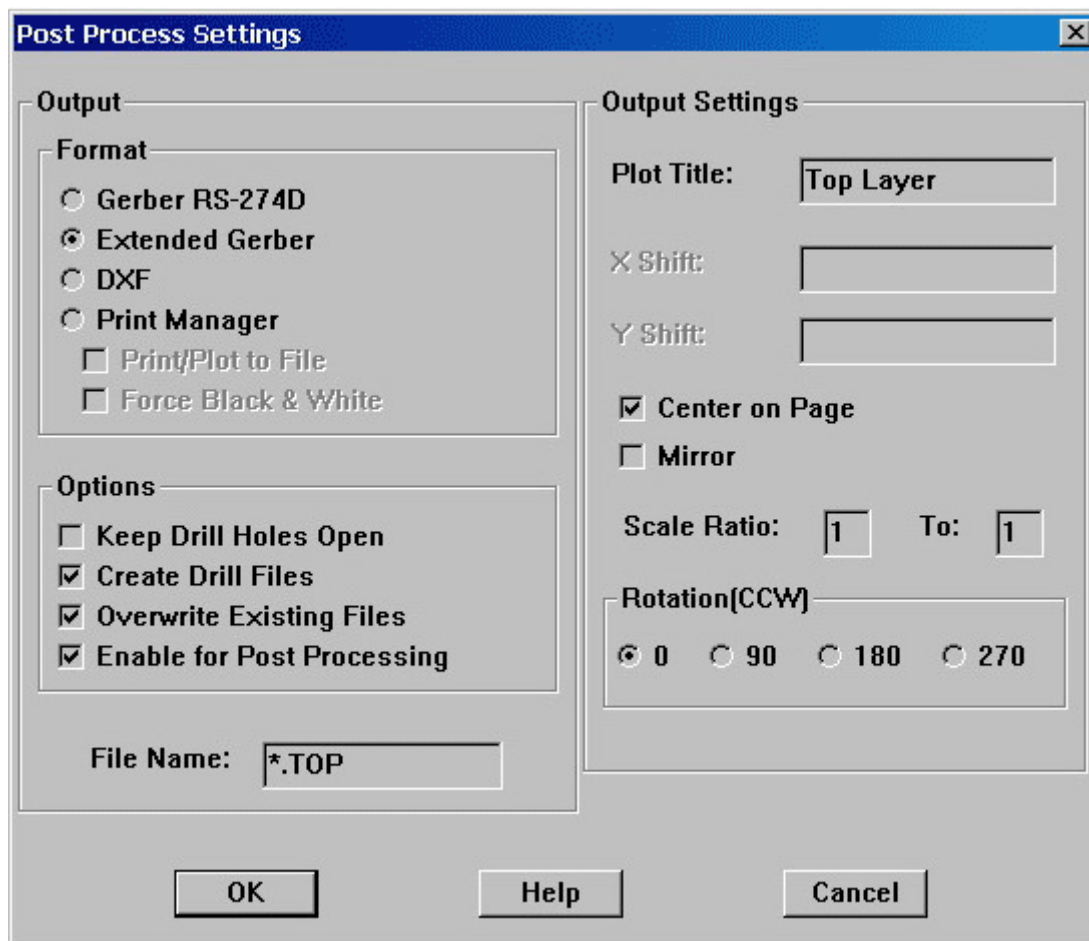 Post Process Settings
Output
Format
Gerber RS-274D
Extended Gerber
DXF
Print Manager
Print/Plot to File
Force Black & White
Options
Keep Drill Holes Open
Create Drill Files
Overwrite Existing Files
Enable for Post Processing
File Name: *.TOP
Output Settings
Plot Title: Top Layer
X Shift:
Y Shift:
Center on Page
Mirror
Scale Ratio: 1 To: 1
Rotation(CCW)
0 90 180 270
OK Help Cancel